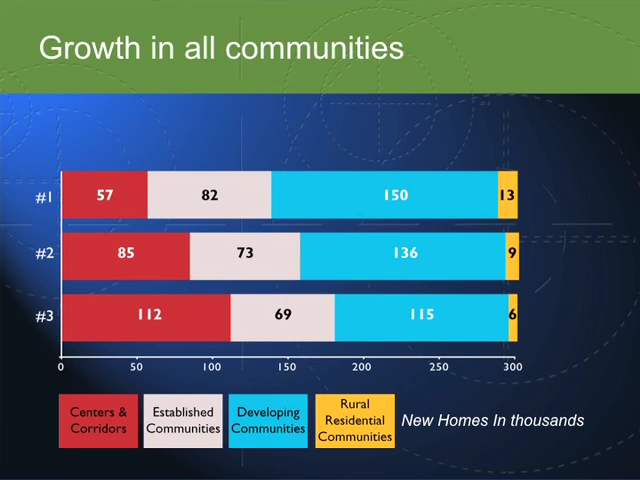 Growth in all communities
#1 57 82 150 13
#2 85 73 136 9
#3 112 69 115 6
0 50 100 150 200 250 300
Centers &
Corridors
Established
Communities
Developing
Communities
Rural
Residential
Communities
New Homes In thousands